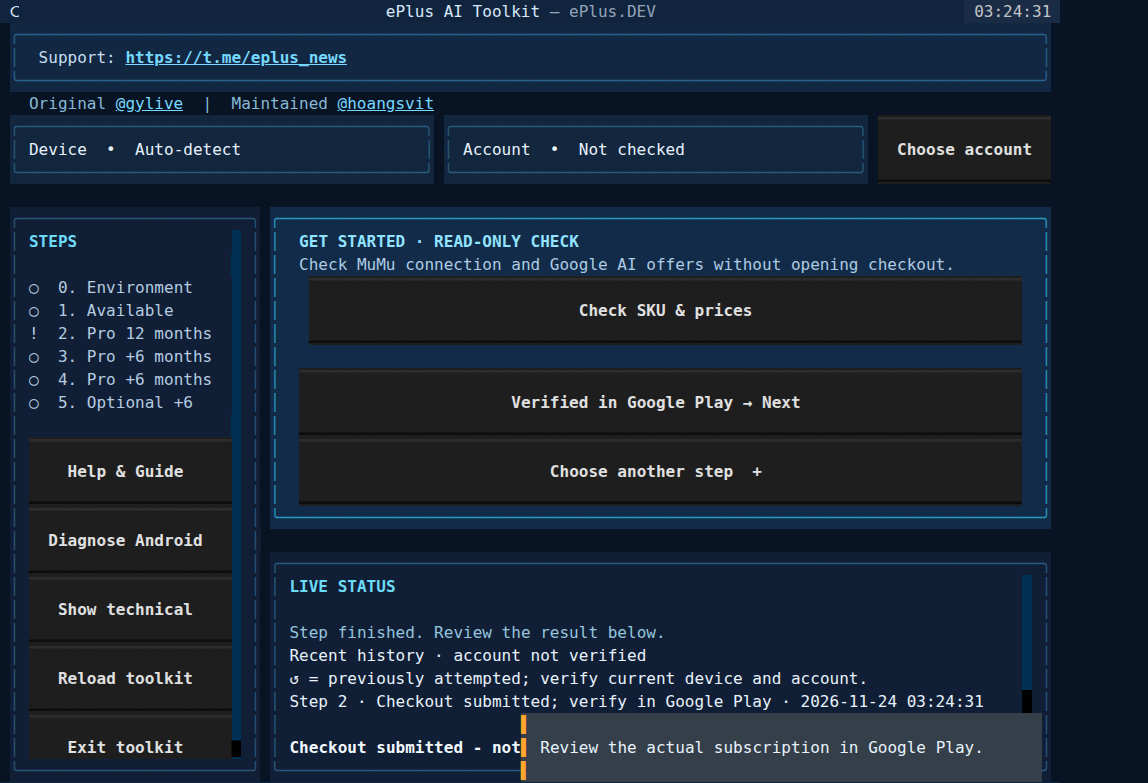 C ePlus AI Toolkit — ePlus.DEV 03:24:31
Support: https://t.me/eplus_news
Original @gylive | Maintained @hoangsvit
Device • Auto-detect
Account • Not checked
Choose account
STEPS
○ 0. Environment
○ 1. Available
! 2. Pro 12 months
○ 3. Pro +6 months
○ 4. Pro +6 months
○ 5. Optional +6
Help & Guide
Diagnose Android
Show technical
Reload toolkit
Exit toolkit
GET STARTED · READ-ONLY CHECK
Check MuMu connection and Google AI offers without opening checkout.
Check SKU & prices
Verified in Google Play → Next
Choose another step +
LIVE STATUS
Step finished. Review the result below.
Recent history · account not verified
↺ = previously attempted; verify current device and account.
Step 2 · Checkout submitted; verify in Google Play · 2026-11-24 03:24:31
Checkout submitted - not
Review the actual subscription in Google Play.